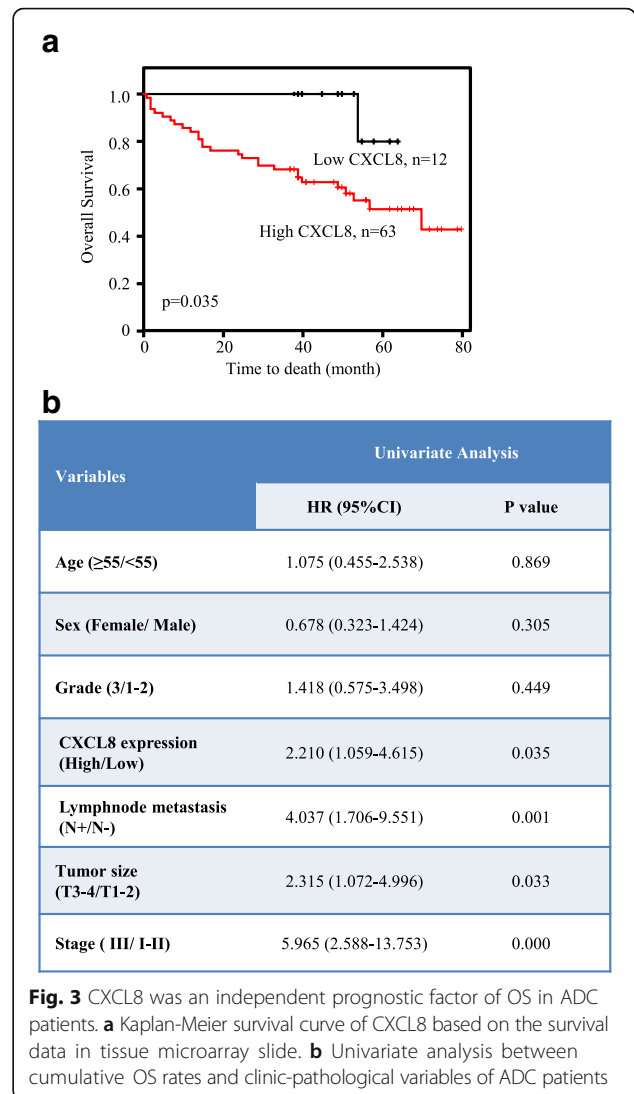 a
1.0
0.8
0.6
0.4
0.2
0
Overall Survival
Low CXCL8, n=12
High CXCL8, n=63
p=0.035
0 20 40 60 80
Time to death (month)
b
Variables
Univariate Analysis
HR (95%CI) P value
Age (≥55/<55) 1.075 (0.455-2.538) 0.869
Sex (Female/ Male) 0.678 (0.323-1.424) 0.305
Grade (3/1-2) 1.418 (0.575-3.498) 0.449
CXCL8 expression
(High/Low) 2.210 (1.059-4.615) 0.035
Lymphnode metastasis
(N+/N-) 4.037 (1.706-9.551) 0.001
Tumor size
(T3-4/T1-2) 2.315 (1.072-4.996) 0.033
Stage ( III/ I-II) 5.965 (2.588-13.753) 0.000
Fig. 3 CXCL8 was an independent prognostic factor of OS in ADC
patients. a Kaplan-Meier survival curve of CXCL8 based on the survival
data in tissue microarray slide. b Univariate analysis between
cumulative OS rates and clinic-pathological variables of ADC patients